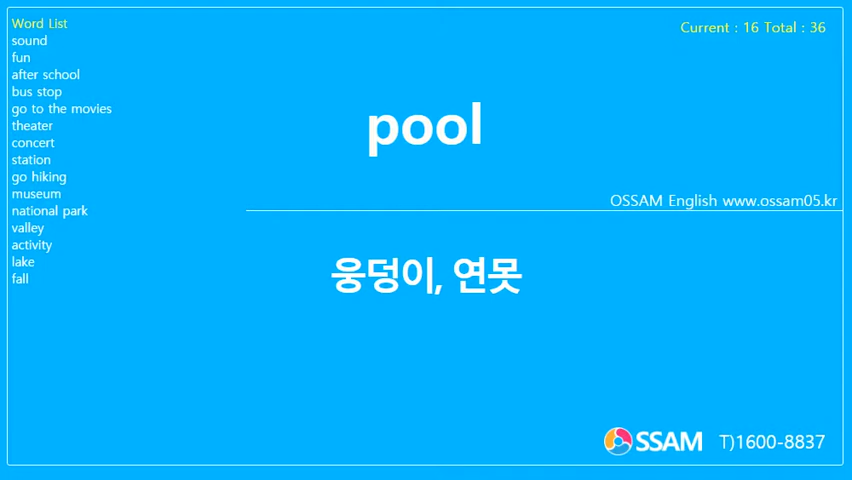 Word List
sound
fun
after school
bus stop
go to the movies
theater
concert
station
go hiking
museum
national park
valley
activity
lake
fall
Current : 16 Total : 36
pool
OSSAM English www.ossam05.kr
웅덩이, 연못
OSSAM T)1600-8837